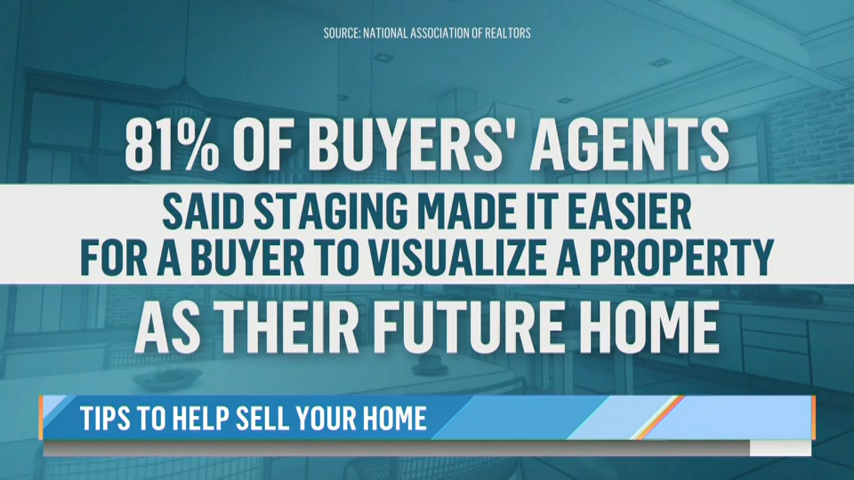 SOURCE: NATIONAL ASSOCIATION OF REALTORS
81% OF BUYERS' AGENTS
SAID STAGING MADE IT EASIER
FOR A BUYER TO VISUALIZE A PROPERTY
AS THEIR FUTURE HOME
TIPS TO HELP SELL YOUR HOME